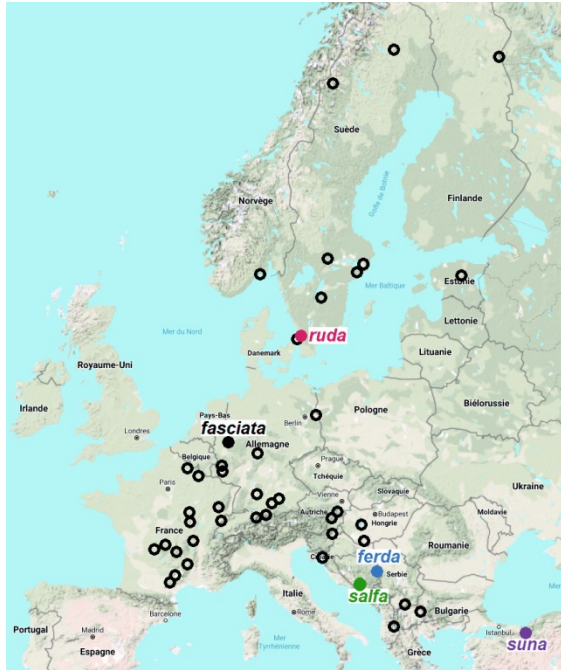 Suède
Golfe de Botnie
Norvège
Finlande
Estonie
Mer Baltique
Lettonie
Mer du Nord
ruda
Danemark
Lituanie
Royaume-Uni
Irlande
Biélorussie
Berlin
Pologne
Pays-Bas
fasciata
Londres
Allemagne
Belgique
Prague
Tchéquie
Ukraine
Paris
Slovaquie
Vienne
Moldavie
Autriche
Budapest
Hongrie
France
Roumanie
ferda
Serbie
salfa
Italie
Bulgarie
Barcelone
Rome
Istanbul
Portugal
Madrid
suna
Espagne
Mer
Tyrrhénienne
Grèce